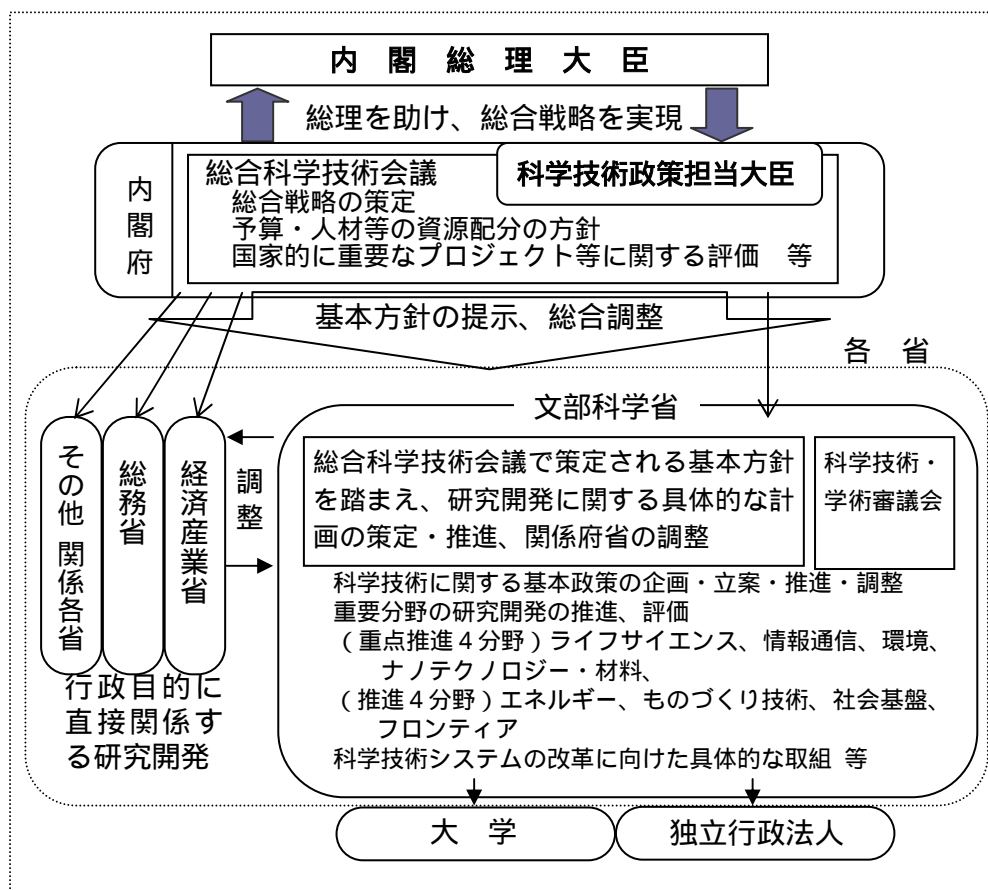 内 閣 総 理 大 臣
総理を助け、総合戦略を実現
内閣府
総合科学技術会議
科学技術政策担当大臣
総合戦略の策定
予算・人材等の資源配分の方針
国家的に重要なプロジェクト等に関する評価 等
基本方針の提示、総合調整
各 省
その他 関係各省
総務省
経済産業省
調整
行政目的に
直接関係す
る研究開発
文部科学省
総合科学技術会議で策定される基本方針
を踏まえ、研究開発に関する具体的な計
画の策定・推進、関係府省の調整
科学技術・
学術審議会
科学技術に関する基本政策の企画・立案・推進・調整
重要分野の研究開発の推進、評価
（重点推進４分野）ライフサイエンス、情報通信、環境、
ナノテクノロジー・材料、
（推進４分野）エネルギー、ものづくり技術、社会基盤、
フロンティア
科学技術システムの改革に向けた具体的な取組 等
大 学
独立行政法人